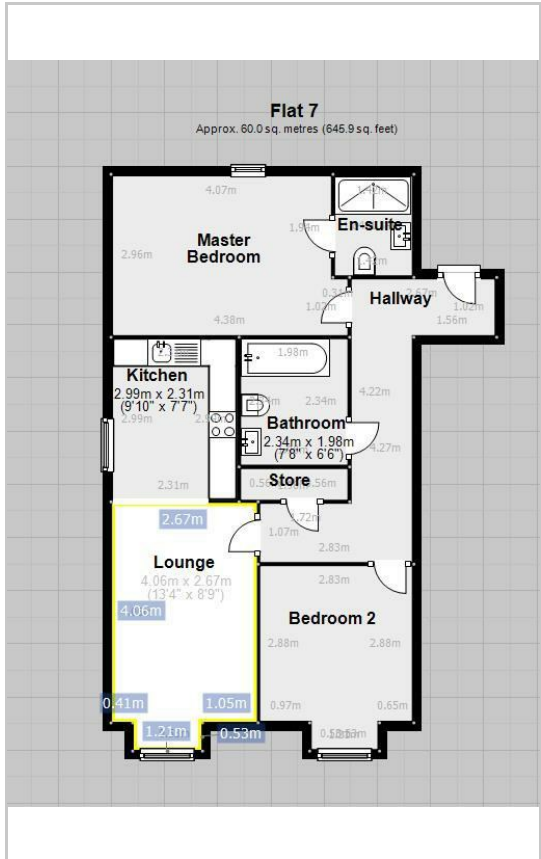 Flat 7
Approx. 60.0 sq. metres (645.9 sq. feet)
4.07m
1.42m
1.94m
En-suite
Master
Bedroom
2.96m
1.02m
Hallway
1.02m
4.38m
1.56m
Kitchen
2.99m x 2.31m
(9'10" x 7'7")
2.99m
1.98m
2.34m
4.22m
Bathroom
2.34m x 1.98m
(7'8" x 6'6")
4.27m
2.31m
Store
2.67m
1.72m
1.07m
2.83m
Lounge
4.06m x 2.67m
(13'4" x 8'9")
4.06m
2.83m
Bedroom 2
2.88m
2.88m
0.41m
1.05m
0.97m
0.65m
1.21m
0.53m